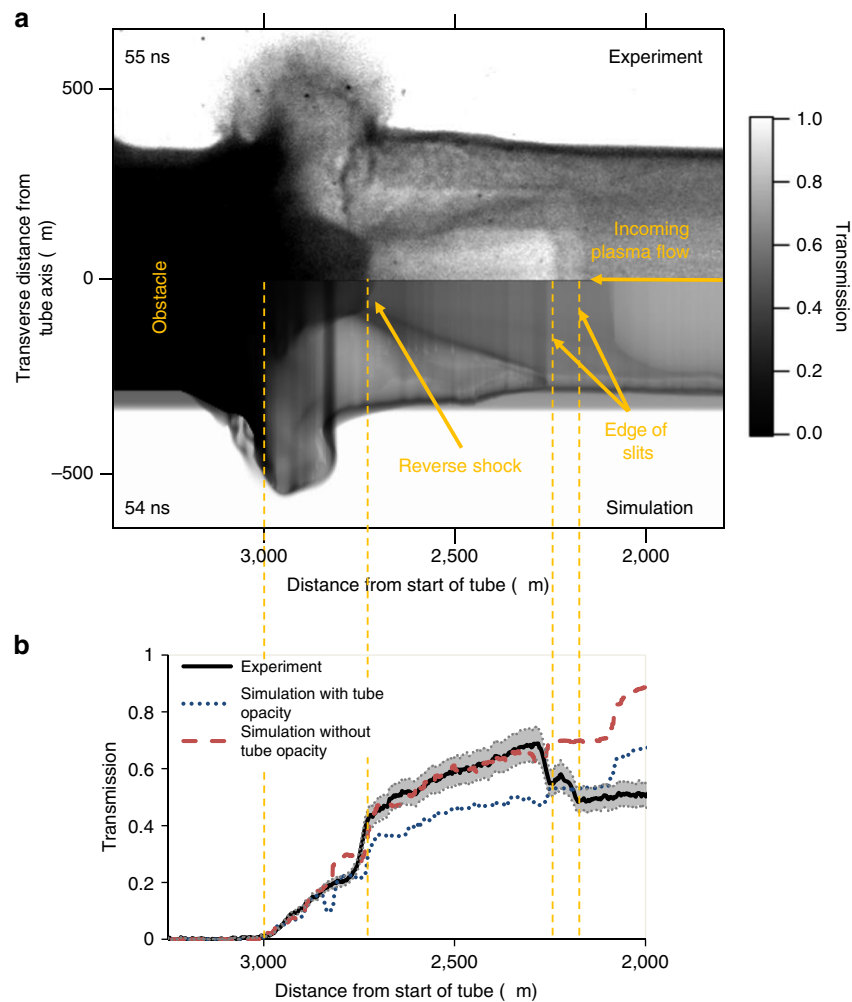 a
55 ns
Experiment
500
0
−500
Transverse distance from
tube axis ( m)
Obstacle
Incoming
plasma flow
Reverse shock
Edge of
slits
54 ns
Simulation
3,000
2,500
2,000
Distance from start of tube ( m)
1.0
0.8
0.6
0.4
0.2
0.0
Transmission
b
1
0.8
0.6
0.4
0.2
0
Transmission
Experiment
Simulation with tube
opacity
Simulation without
tube opacity
3,000
2,500
2,000
Distance from start of tube ( m)